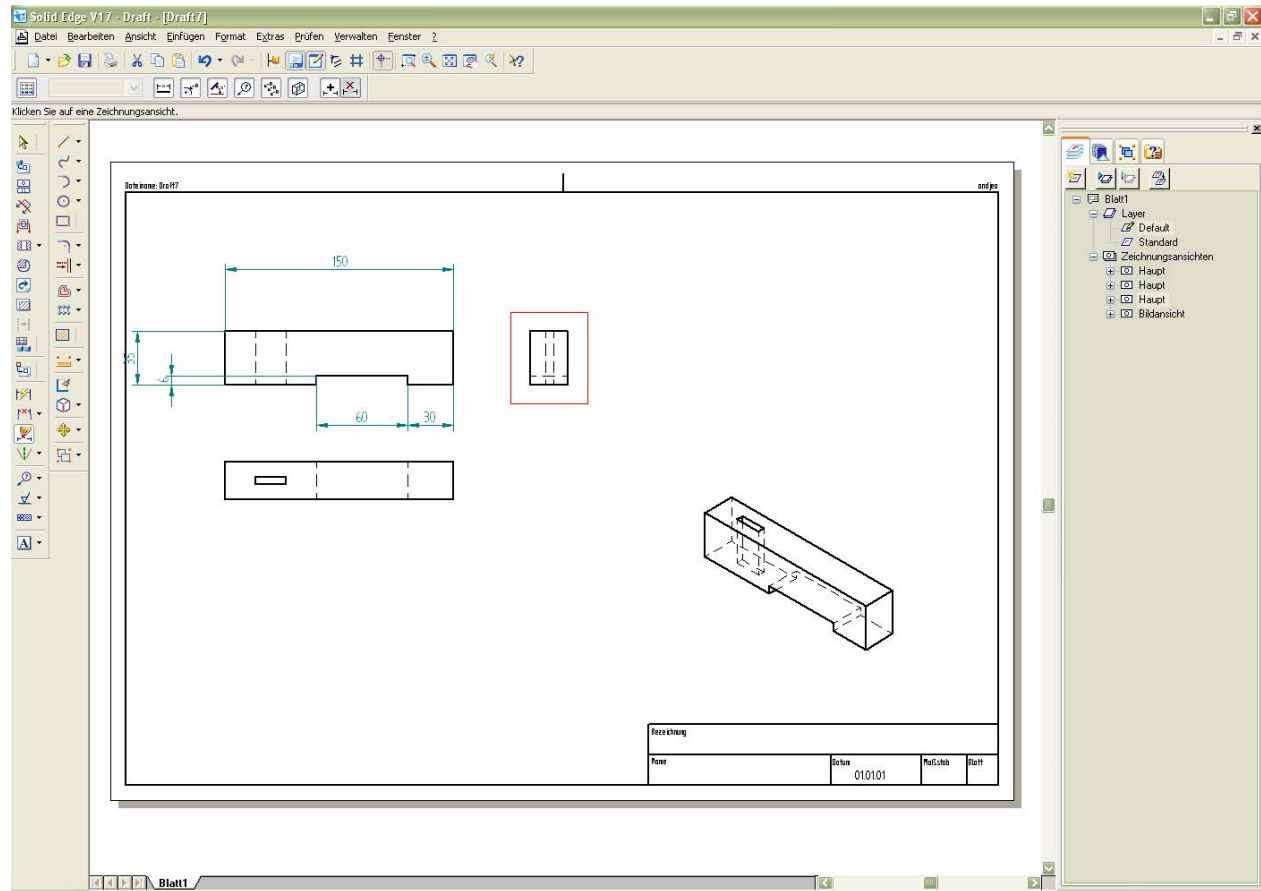 Solid Edge V17 - Draft - [Draft7]
Datei Bearbeiten Ansicht Einfügen Format Extras Prüfen Verwalten Fenster ?
Klicken Sie auf eine Zeichnungsansicht.
Dateiname: Draft7
andjes
150
35
6
60
30
Bezeichnung
Name
Datum
01.01.01
Maßstab
Blatt
Blatt1
Layer
Default
Standard
Zeichnungsansichten
Haupt
Haupt
Haupt
Bildansicht
Blatt1